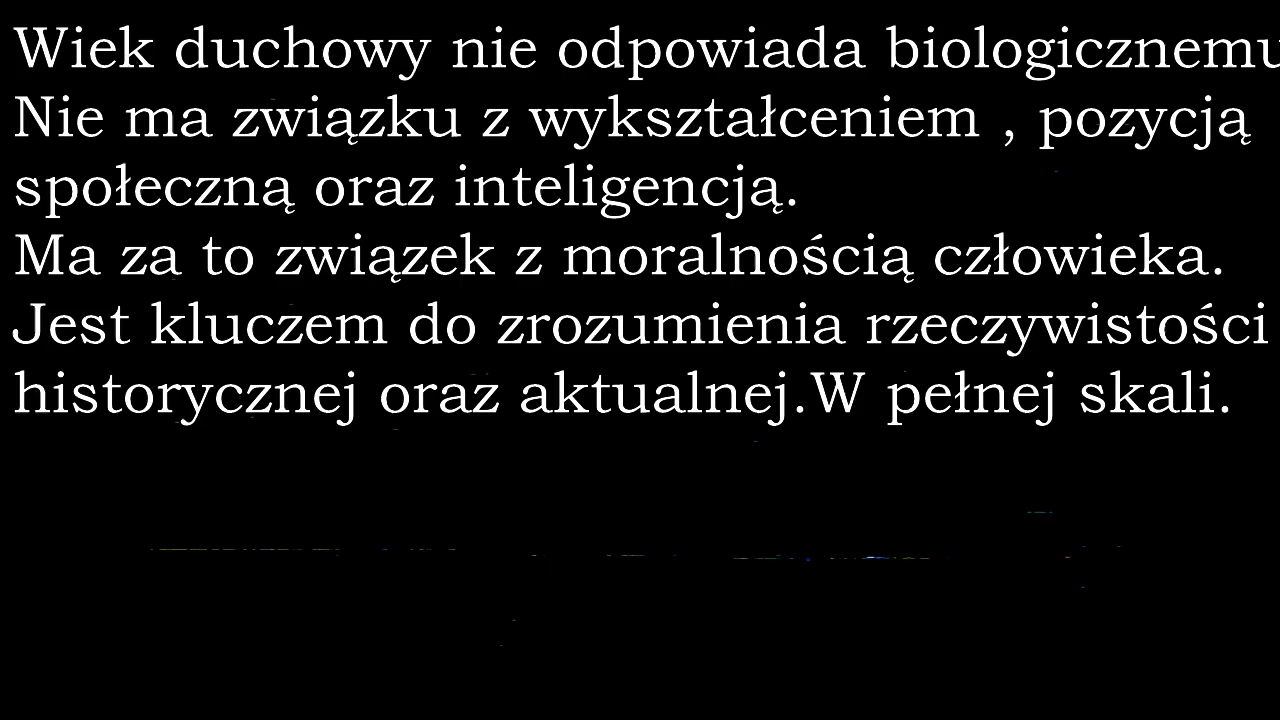 Wiek duchowy nie odpowiada biologicznemu
Nie ma związku z wykształceniem , pozycją
społeczną oraz inteligencją.
Ma za to związek z moralnością człowieka.
Jest kluczem do zrozumienia rzeczywistości
historycznej oraz aktualnej.W pełnej skali.